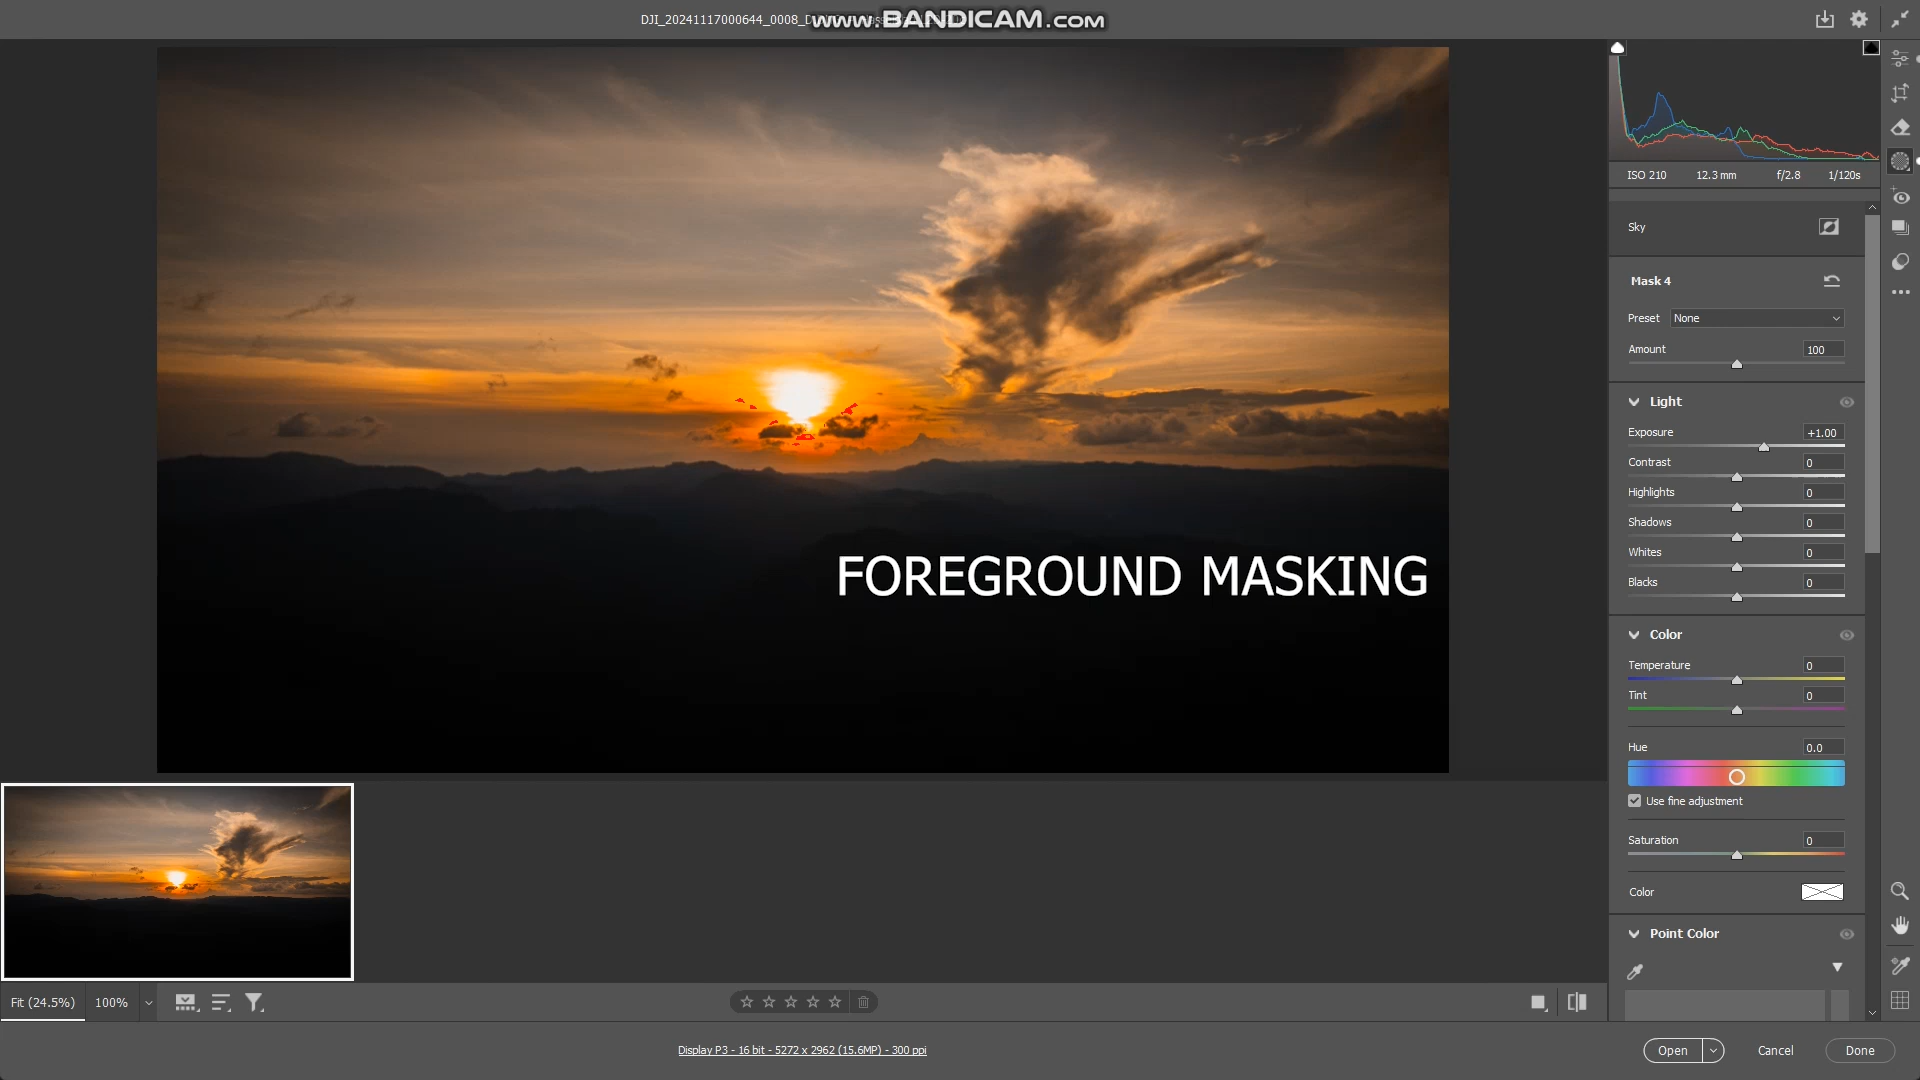 DJI_20241117000644_0008_D
www.BANDICAM.com
ISO 210 12.3 mm f/2.8 1/120s
Sky
Mask 4
Preset None
Amount 100
Light
Exposure +1.00
Contrast 0
Highlights 0
Shadows 0
Whites 0
Blacks 0
FOREGROUND MASKING
Color
Temperature 0
Tint 0
Hue 0.0
Use fine adjustment
Saturation 0
Color
Point Color
Fit (24.5%) 100%
Display P3 - 16 bit - 5272 x 2962 (15.6MP) - 300 ppi
Open Cancel Done